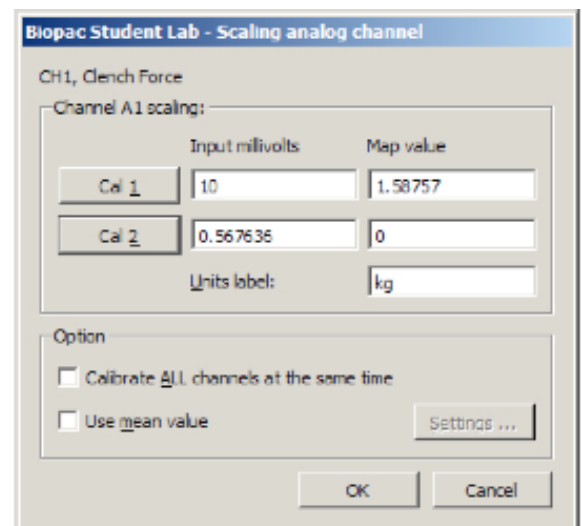 Biopac Student Lab - Scaling analog channel
CH1, Clench Force
Channel A1 scaling:
Input millivolts Map value
Cal 1 10 1.58757
Cal 2 0.567636 0
Units label: kg
Option
Calibrate ALL channels at the same time
Use mean value Settings ...
OK Cancel